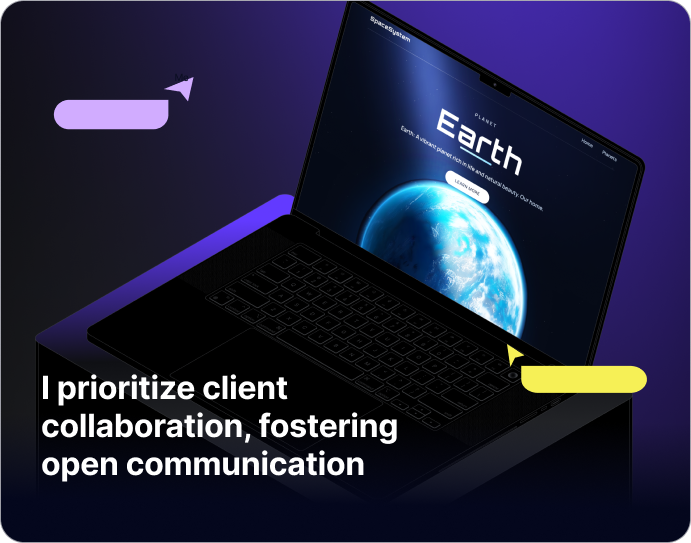 SpaceSystem
Home Planets
PLANET
Earth
Earth: A vibrant planet rich in life and natural beauty. Our home.
LEARN MORE
I prioritize client
collaboration, fostering
open communication